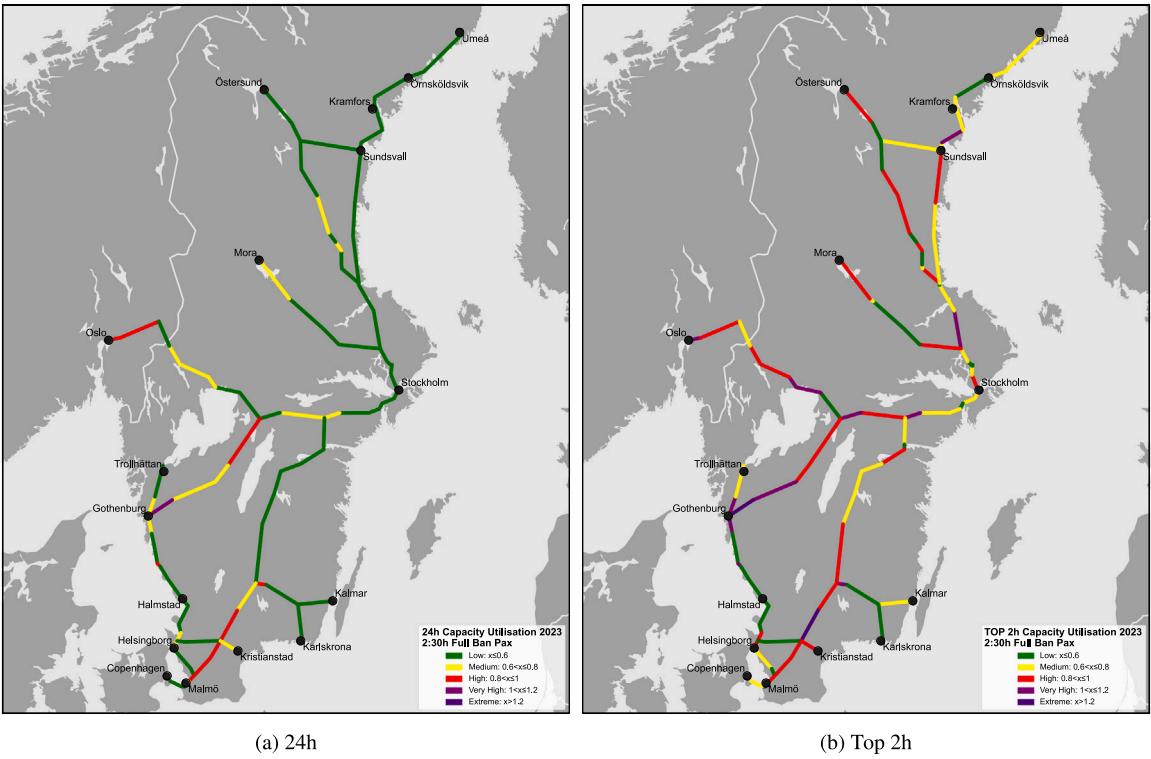 Umeå
Östersund
Örnsköldsvik
Kramfors
Sundsvall
Mora
Oslo
Stockholm
Trollhättan
Gothenburg
Kalmar
Halmstad
Helsingborg
Karlskrona
Kristianstad
Copenhagen
Malmö
24h Capacity Utilisation 2023
2:30h Full Ban Pax
Low: x≤0.6
Medium: 0.6<x≤0.8
High: 0.8<x≤1
Very High: 1<x≤1.2
Extreme: x>1.2
(a) 24h
Umeå
Östersund
Örnsköldsvik
Kramfors
Sundsvall
Mora
Oslo
Stockholm
Trollhättan
Gothenburg
Kalmar
Halmstad
Helsingborg
Karlskrona
Kristianstad
Copenhagen
Malmö
TOP 2h Capacity Utilisation 2023
2:30h Full Ban Pax
Low: x≤0.6
Medium: 0.6<x≤0.8
High: 0.8<x≤1
Very High: 1<x≤1.2
Extreme: x>1.2
(b) Top 2h